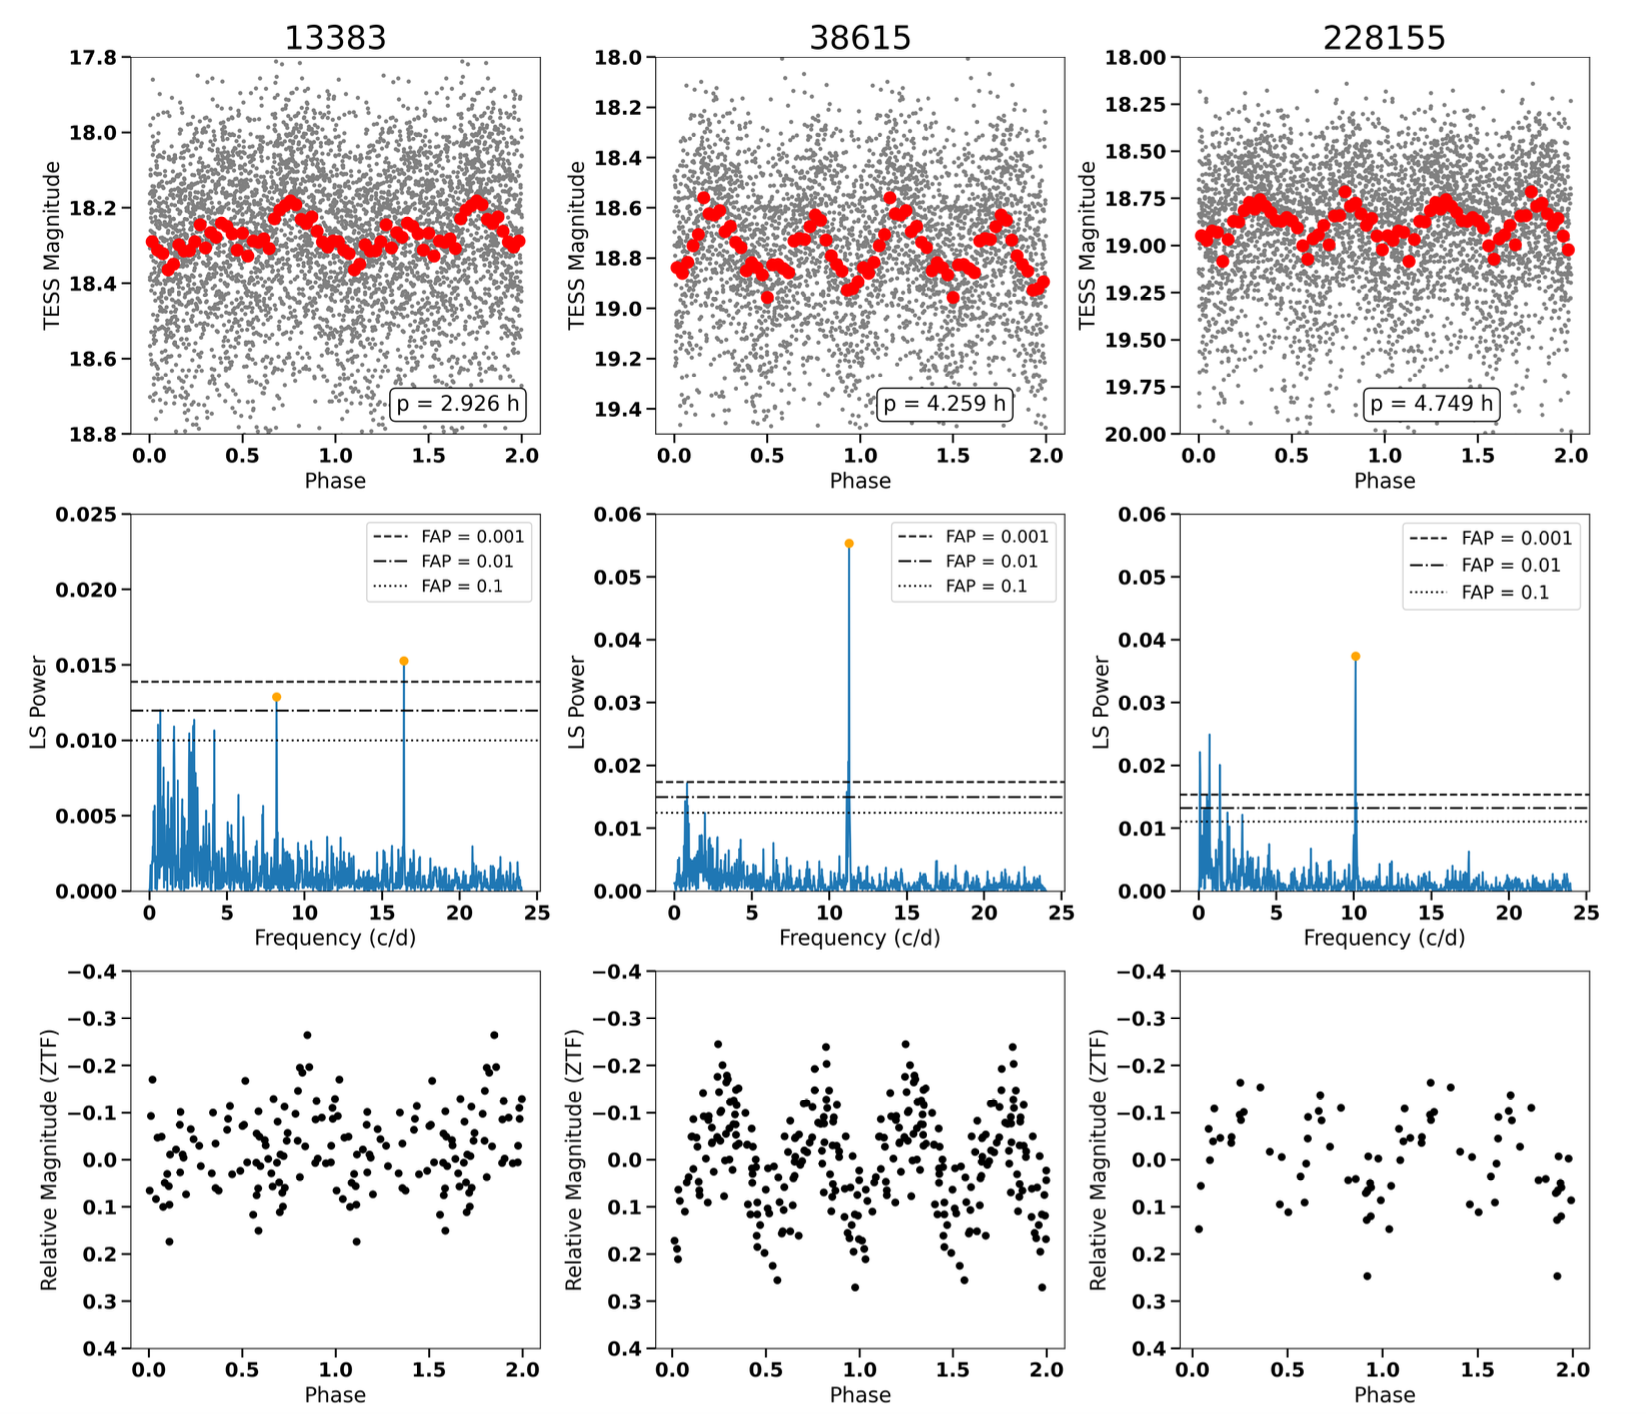 13383
38615
228155
17.8
18.0
18.2
18.4
18.6
18.8
TESS Magnitude
p = 2.926 h
0.0 0.5 1.0 1.5 2.0
Phase
18.0
18.2
18.4
18.6
18.8
19.0
19.2
19.4
TESS Magnitude
p = 4.259 h
0.0 0.5 1.0 1.5 2.0
Phase
18.00
18.25
18.50
18.75
19.00
19.25
19.50
19.75
20.00
TESS Magnitude
p = 4.749 h
0.0 0.5 1.0 1.5 2.0
Phase
0.025
0.020
0.015
0.010
0.005
0.000
LS Power
FAP = 0.001
FAP = 0.01
FAP = 0.1
0 5 10 15 20 25
Frequency (c/d)
0.06
0.05
0.04
0.03
0.02
0.01
0.00
LS Power
FAP = 0.001
FAP = 0.01
FAP = 0.1
0 5 10 15 20 25
Frequency (c/d)
0.06
0.05
0.04
0.03
0.02
0.01
0.00
LS Power
FAP = 0.001
FAP = 0.01
FAP = 0.1
0 5 10 15 20 25
Frequency (c/d)
−0.4
−0.3
−0.2
−0.1
0.0
0.1
0.2
0.3
0.4
Relative Magnitude (ZTF)
0.0 0.5 1.0 1.5 2.0
Phase
−0.4
−0.3
−0.2
−0.1
0.0
0.1
0.2
0.3
0.4
Relative Magnitude (ZTF)
0.0 0.5 1.0 1.5 2.0
Phase
−0.4
−0.3
−0.2
−0.1
0.0
0.1
0.2
0.3
0.4
Relative Magnitude (ZTF)
0.0 0.5 1.0 1.5 2.0
Phase